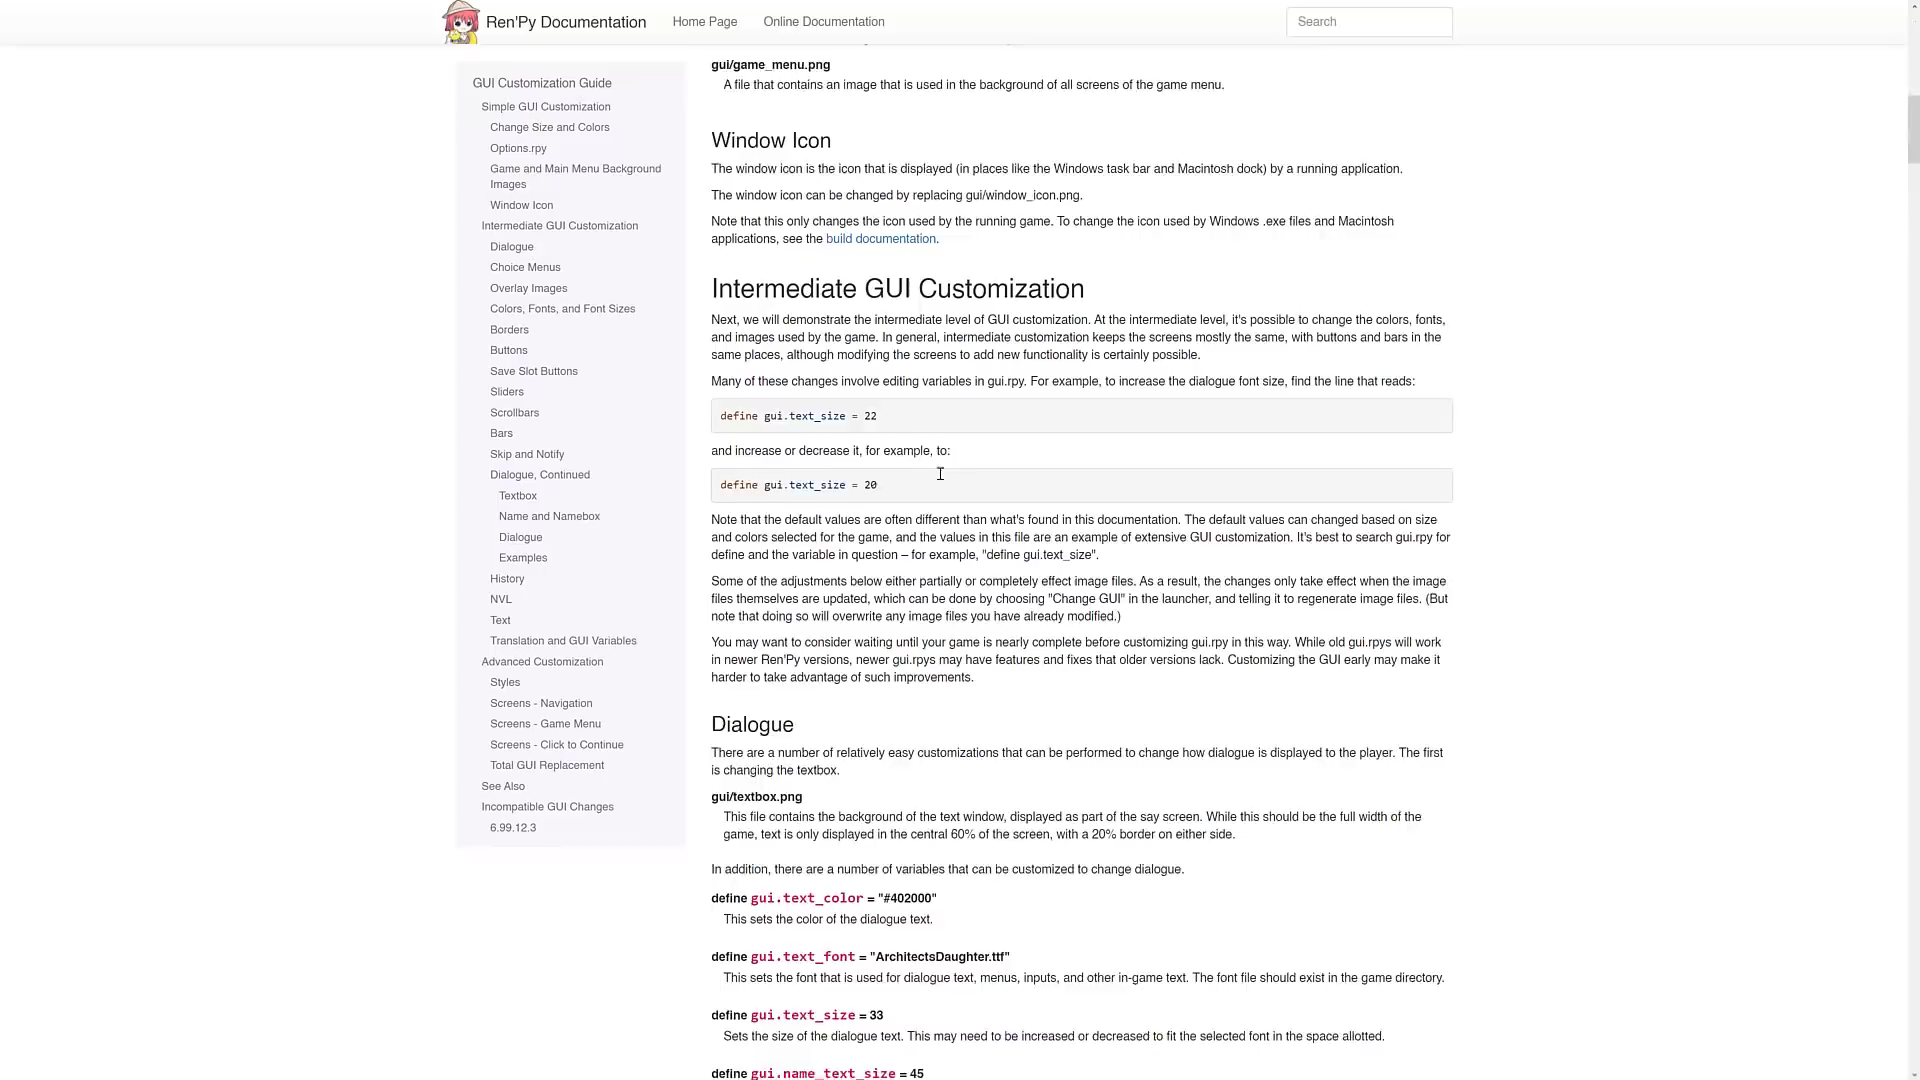 Ren'Py Documentation
Home Page
Online Documentation
Search
GUI Customization Guide
Simple GUI Customization
Change Size and Colors
Options.rpy
Game and Main Menu Background
Images
Window Icon
Intermediate GUI Customization
Dialogue
Choice Menus
Overlay Images
Colors, Fonts, and Font Sizes
Borders
Buttons
Save Slot Buttons
Sliders
Scrollbars
Bars
Skip and Notify
Dialogue, Continued
Textbox
Name and Namebox
Dialogue
Examples
History
NVL
Text
Translation and GUI Variables
Advanced Customization
Styles
Screens - Navigation
Screens - Game Menu
Screens - Click to Continue
Total GUI Replacement
See Also
Incompatible GUI Changes
6.99.12.3
gui/game_menu.png
A file that contains an image that is used in the background of all screens of the game menu.
Window Icon
The window icon is the icon that is displayed (in places like the Windows task bar and Macintosh dock) by a running application.
The window icon can be changed by replacing gui/window_icon.png.
Note that this only changes the icon used by the running game. To change the icon used by Windows .exe files and Macintosh
applications, see the build documentation.
Intermediate GUI Customization
Next, we will demonstrate the intermediate level of GUI customization. At the intermediate level, it's possible to change the colors, fonts,
and images used by the game. In general, intermediate customization keeps the screens mostly the same, with buttons and bars in the
same places, although modifying the screens to add new functionality is certainly possible.
Many of these changes involve editing variables in gui.rpy. For example, to increase the dialogue font size, find the line that reads:
define gui.text_size = 22
and increase or decrease it, for example, to:
define gui.text_size = 20
Note that the default values are often different than what's found in this documentation. The default values can changed based on size
and colors selected for the game, and the values in this file are an example of extensive GUI customization. It's best to search gui.rpy for
define and the variable in question – for example, "define gui.text_size".
Some of the adjustments below either partially or completely effect image files. As a result, the changes only take effect when the image
files themselves are updated, which can be done by choosing "Change GUI" in the launcher, and telling it to regenerate image files. (But
note that doing so will overwrite any image files you have already modified.)
You may want to consider waiting until your game is nearly complete before customizing gui.rpy in this way. While old gui.rpys will work
in newer Ren'Py versions, newer gui.rpys may have features and fixes that older versions lack. Customizing the GUI early may make it
harder to take advantage of such improvements.
Dialogue
There are a number of relatively easy customizations that can be performed to change how dialogue is displayed to the player. The first
is changing the textbox.
gui/textbox.png
This file contains the background of the text window, displayed as part of the say screen. While this should be the full width of the
game, text is only displayed in the central 60% of the screen, with a 20% border on either side.
In addition, there are a number of variables that can be customized to change dialogue.
define gui.text_color = "#402000"
This sets the color of the dialogue text.
define gui.text_font = "ArchitectsDaughter.ttf"
This sets the font that is used for dialogue text, menus, inputs, and other in-game text. The font file should exist in the game directory.
define gui.text_size = 33
Sets the size of the dialogue text. This may need to be increased or decreased to fit the selected font in the space allotted.
define gui.name_text_size = 45